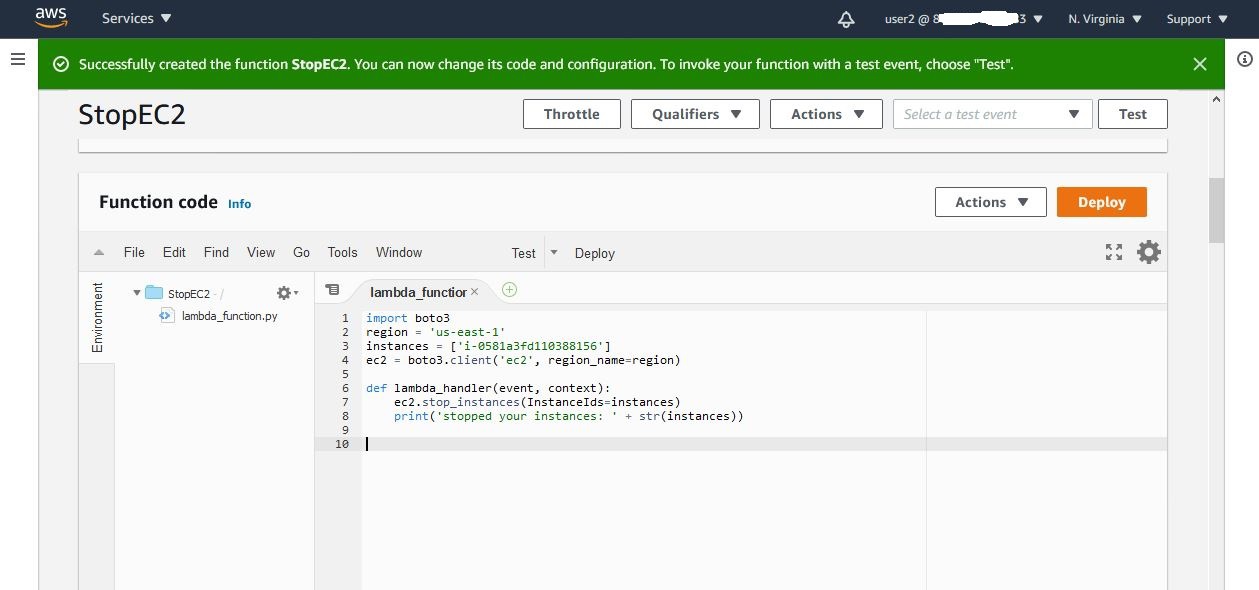 aws Services user2 @ 8 3 N. Virginia Support
Successfully created the function StopEC2. You can now change its code and configuration. To invoke your function with a test event, choose "Test".
StopEC2 Throttle Qualifiers Actions Select a test event Test
Function code Info Actions Deploy
File Edit Find View Go Tools Window Test Deploy
Environment
StopEC2 - /
lambda_function.py
lambda_function
1 import boto3
2 region = 'us-east-1'
3 instances = ['i-0581a3fd110388156']
4 ec2 = boto3.client('ec2', region_name=region)
5
6 def lambda_handler(event, context):
7 ec2.stop_instances(InstanceIds=instances)
8 print('stopped your instances: ' + str(instances))
9
10